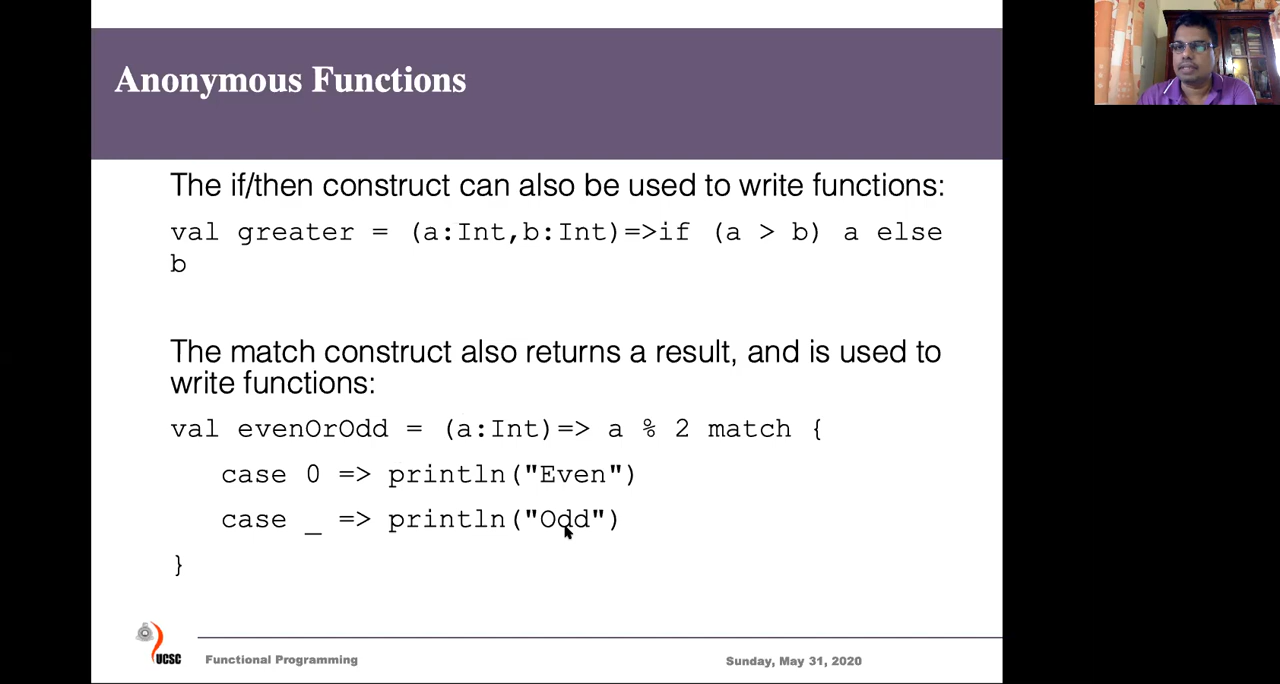 Anonymous Functions
The if/then construct can also be used to write functions:
val greater = (a:Int,b:Int)=>if (a > b) a else
b
The match construct also returns a result, and is used to
write functions:
val evenOrOdd = (a:Int)=> a % 2 match {
case 0 => println("Even")
case _ => println("Odd")
}
UCSC
Functional Programming
Sunday, May 31, 2020